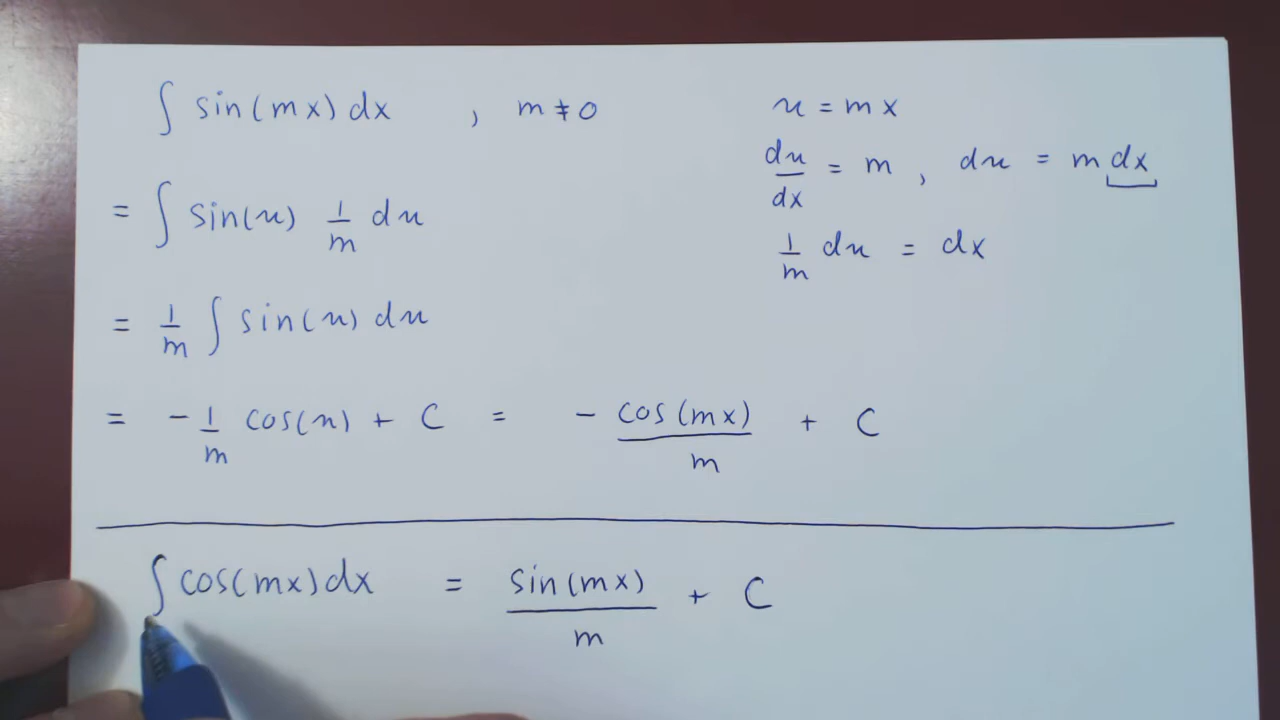 ∫ sin(mx) dx , m ≠ 0
u = mx
du/dx = m , du = m dx
= ∫ sin(u) 1/m du
1/m du = dx
= 1/m ∫ sin(u) du
= - 1/m cos(u) + C = - cos(mx)/m + C
∫ cos(mx) dx = sin(mx)/m + C